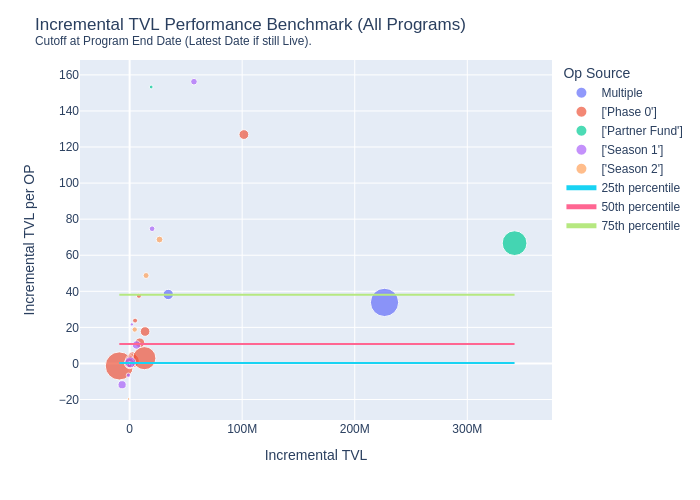 Incremental TVL Performance Benchmark (All Programs)
Cutoff at Program End Date (Latest Date if still Live).
Incremental TVL per OP
160
140
120
100
80
60
40
20
0
−20
0
100M
200M
300M
Incremental TVL
Op Source
Multiple
['Phase 0']
['Partner Fund']
['Season 1']
['Season 2']
25th percentile
50th percentile
75th percentile